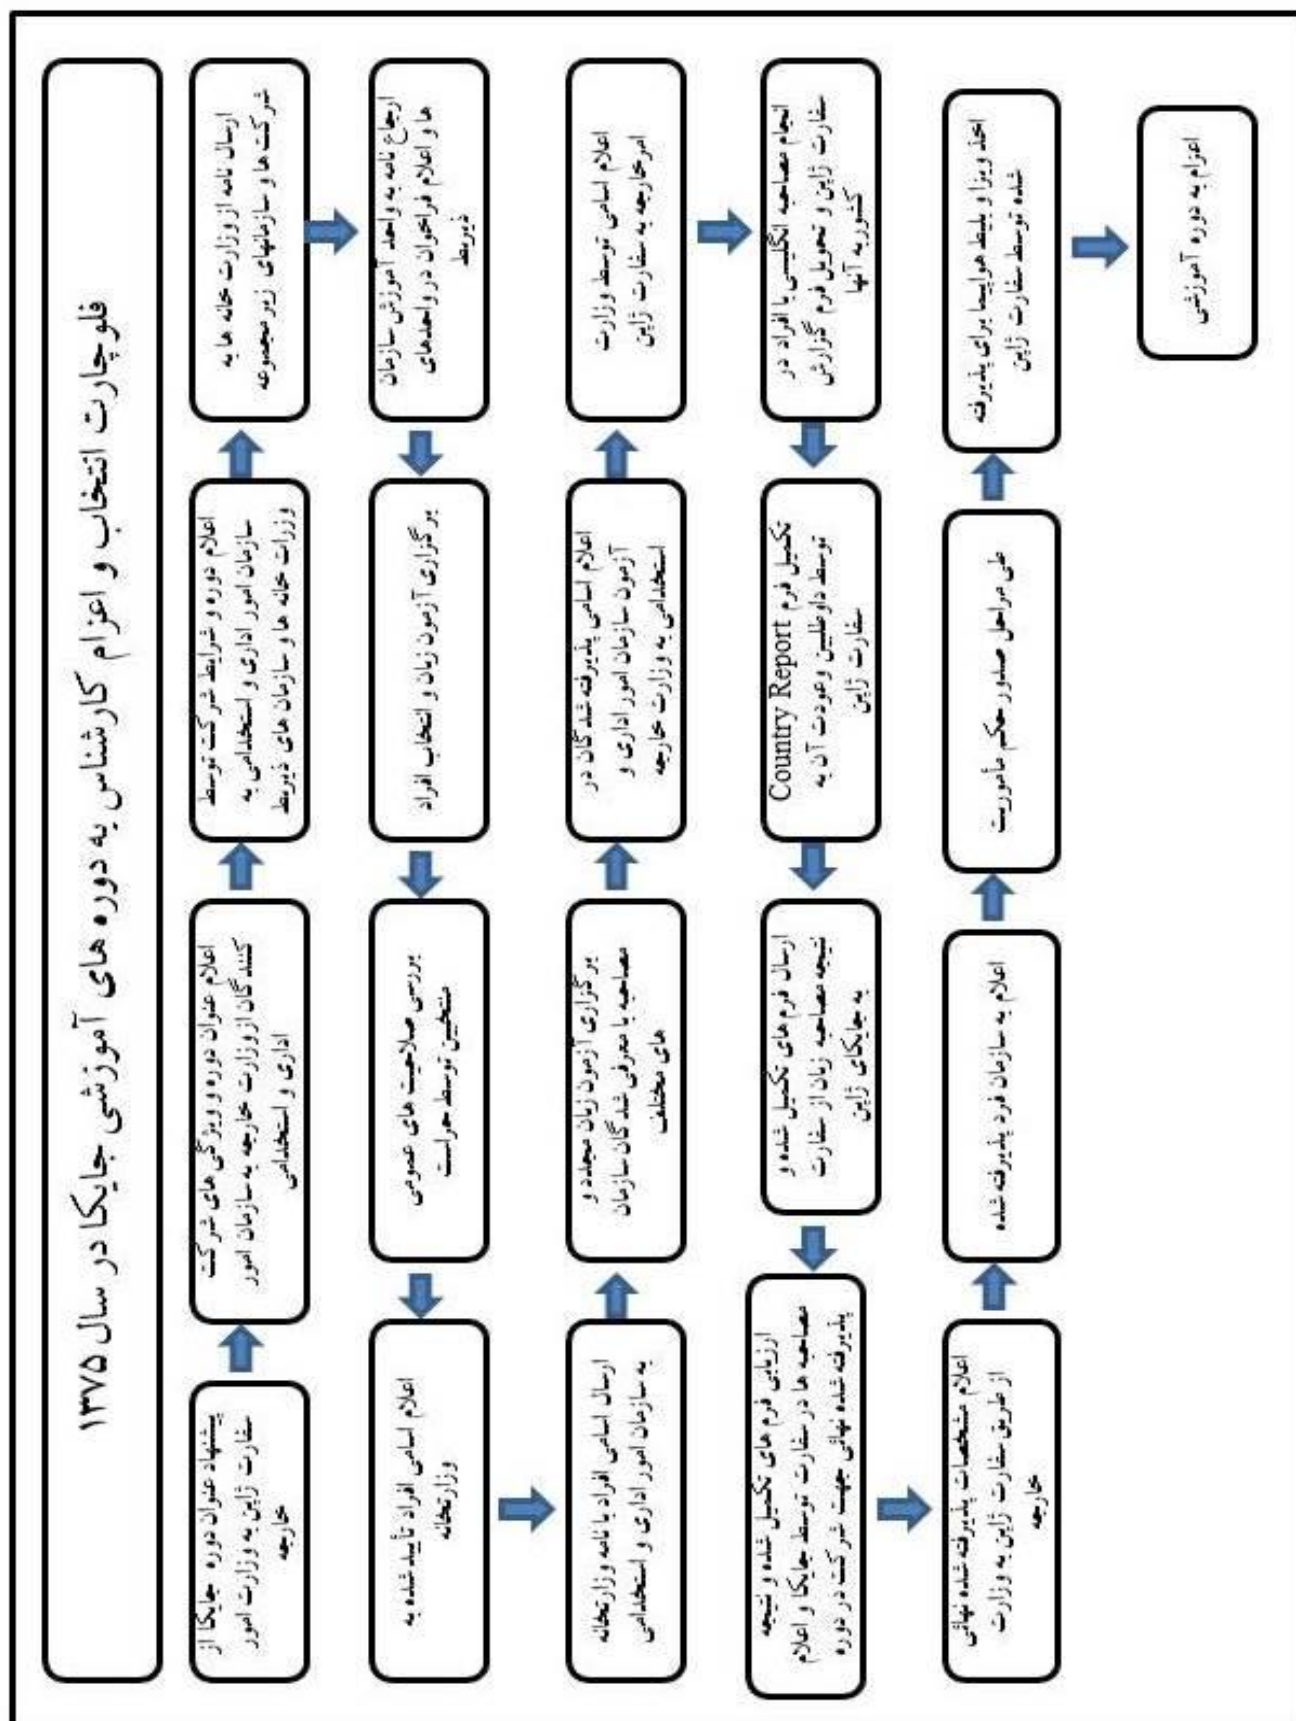 فلوچارت انتخاب و اعزام کارشناس به دوره های آموزشی جایکا در سال ۱۳۷۵
پیشنهاد عنوان دوره جایکا از
سفارت ژاپن به وزارت امور
خارجه
اعلام عنوان دوره و ویژگی های شرکت
کنندگان از وزارت خارجه به سازمان امور
اداری و استخدامی
اعلام دوره و شرایط شرکت توسط
سازمان امور اداری و استخدامی به
وزرات خانه ها و سازمان های ذیربط
ارسال نامه از وزارت خانه ها به
شرکت ها و سازمانهای زیر مجموعه
ارجاع نامه به واحد آموزش سازمان
ها و اعلام فراخوان در واحدهای
ذیربط
برگزاری آزمون زبان و انتخاب افراد
بررسی صلاحیت های عمومی
منتخبین توسط حراست
اعلام اسامی افراد تأیید شده به
وزارتخانه
ارسال اسامی افراد با نامه وزارتخانه
به سازمان امور اداری و استخدامی
برگزاری آزمون زبان مجدد و
مصاحبه با معرفی شدگان سازمان
های مختلف
اعلام اسامی پذیرفته شدگان در
آزمون سازمان امور اداری و
استخدامی به وزارت خارجه
اعلام اسامی توسط وزارت
امر خارجه به سفارت ژاپن
انجام مصاحبه انگلیسی با افراد در
سفارت ژاپن و تحویل فرم گزارش
کشور به آنها
تکمیل فرم Country Report
توسط داوطلبین وعودت آن به
سفارت ژاپن
ارسال فرم های تکمیل شده و
نتیجه مصاحبه زبان از سفارت
به جایکای ژاپن
ارزیابی فرم های تکمیل شده و نتیجه
مصاحبه ها در سفارت توسط جایکا و اعلام
پذیرفته شده نهائی جهت شرکت در دوره
اعلام مشخصات پذیرفته شده نهائی
از طریق سفارت ژاپن به وزارت
خارجه
اعلام به سازمان فرد پذیرفته شده
طی مراحل صدور حکم مأموریت
اخذ ویزا و بلیط هواپیما برای پذیرفته
شده توسط سفارت ژاپن
اعزام به دوره آموزشی